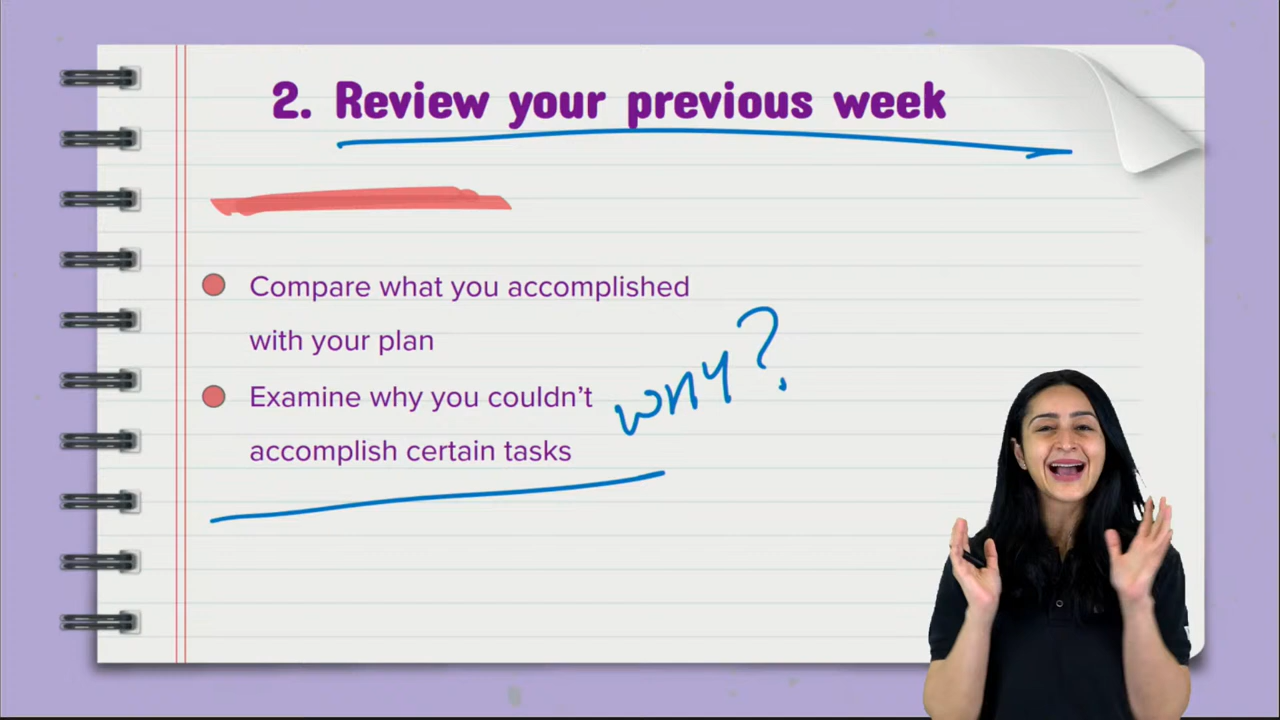 2. Review your previous week
Compare what you accomplished
with your plan
Examine why you couldn't
accomplish certain tasks
why?